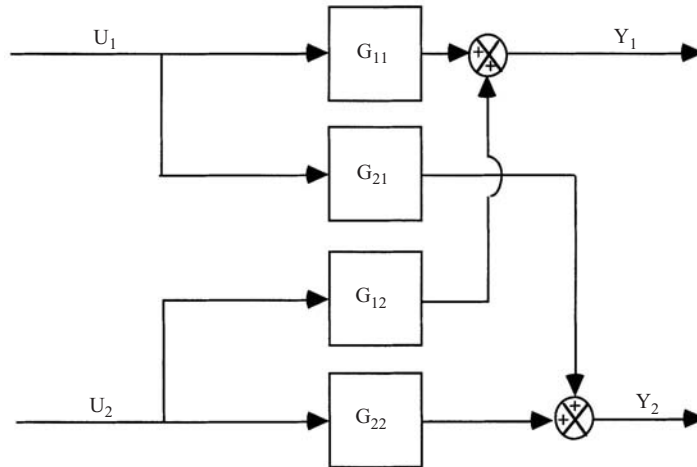 U₁
G₁₁
+
+
Y₁
G₂₁
G₁₂
U₂
G₂₂
+
+
Y₂